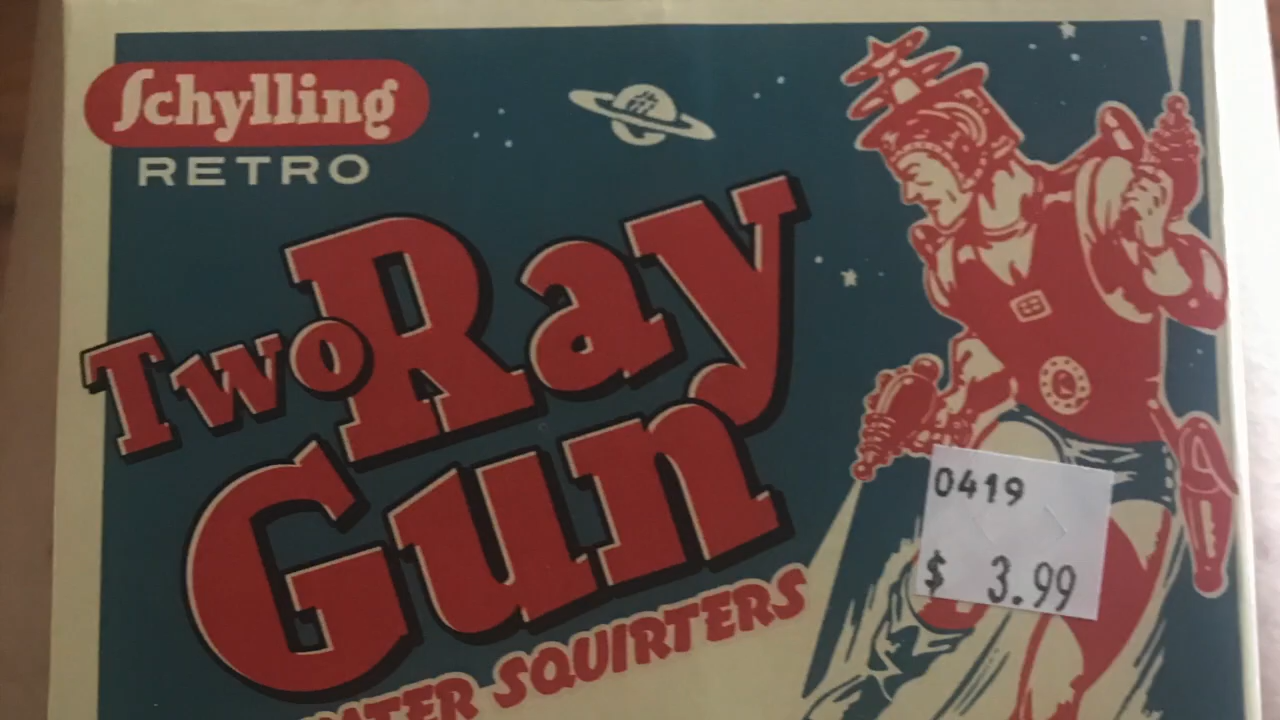 Schylling
RETRO
Two Ray
Gun
SQUIRTERS
0419
$ 3.99